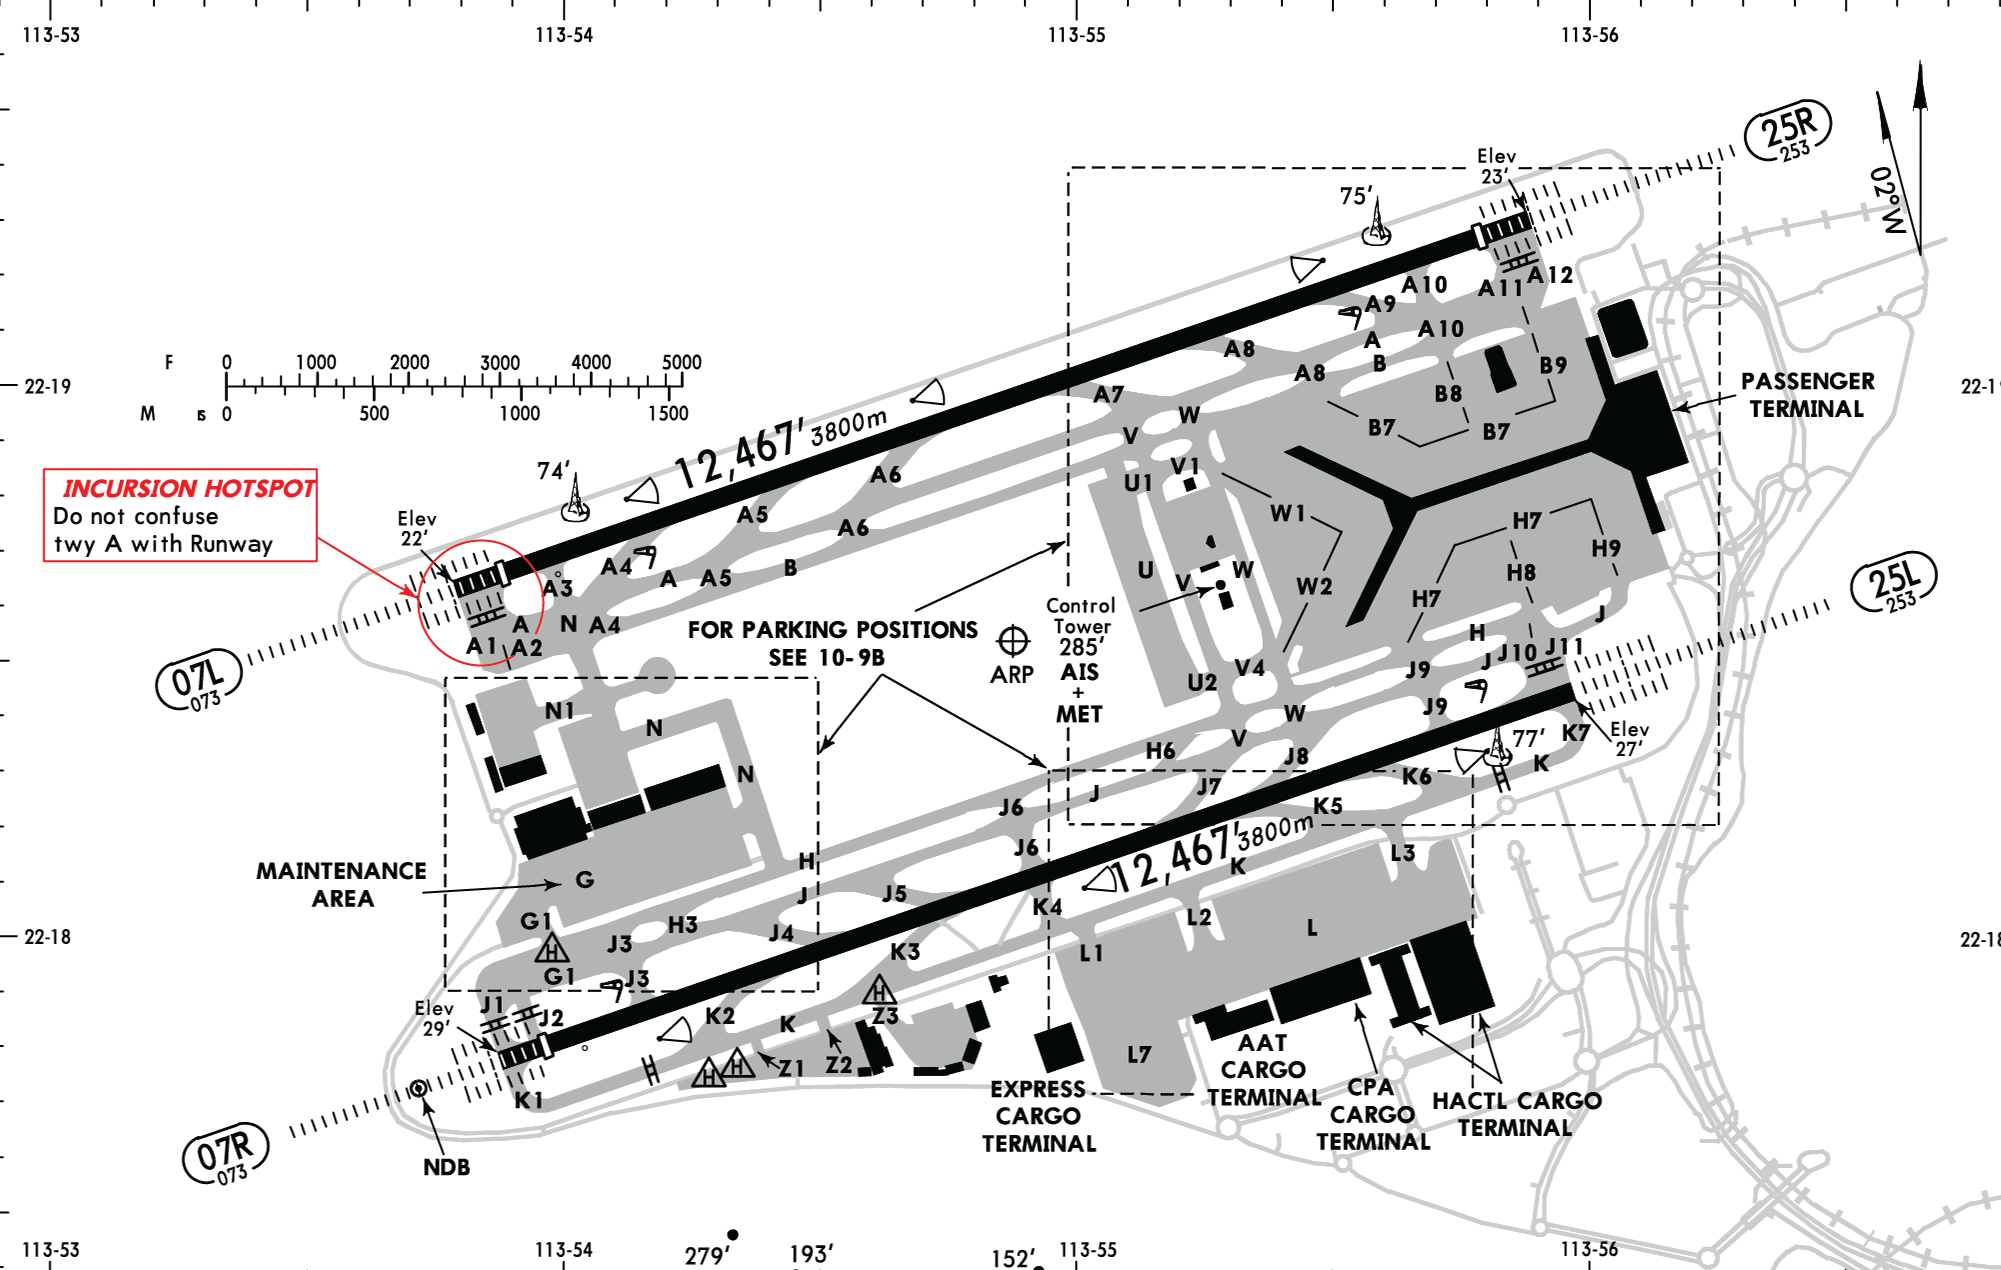 113-53
113-54
113-55
113-56
25R
253
Elev
23'
02°W
75'
A12
A11
A10
A9
A10
A
B
A8
A8
B9
B8
B7
B7
F 0 1000 2000 3000 4000 5000
M 0 500 1000 1500
22-19
22-19
A7
W
V
PASSENGER
TERMINAL
12,467' 3800m
INCURSION HOTSPOT
Do not confuse
twy A with Runway
74'
Elev
22'
A6
A5
A6
V1
U1
W1
H7
H9
H8
H7
25L
253
A4
A3
A
A5
B
U
V
W
W2
A
N
A4
A1
A2
FOR PARKING POSITIONS
SEE 10-9B
ARP
Control
Tower
285'
AIS
+
MET
07L
073
V4
U2
J
H
J
J10
J11
J9
J9
W
V
K7
Elev
27'
77'
K
N1
N
N
H6
J8
J7
J
K6
K5
J6
J6
12,467' 3800m
K
L3
MAINTENANCE
AREA
G
H
J
J5
K4
L2
L
22-18
22-18
G1
H
H3
J3
J4
K3
L1
G1
J3
H
J1
J2
Elev
29'
K2
K
Z3
Z2
Z1
H
H
L7
K1
AAT
CARGO
TERMINAL
EXPRESS
CARGO
TERMINAL
CPA
CARGO
TERMINAL
HACTL CARGO
TERMINAL
07R
073
NDB
279'
193'
152'
113-53
113-54
113-55
113-56